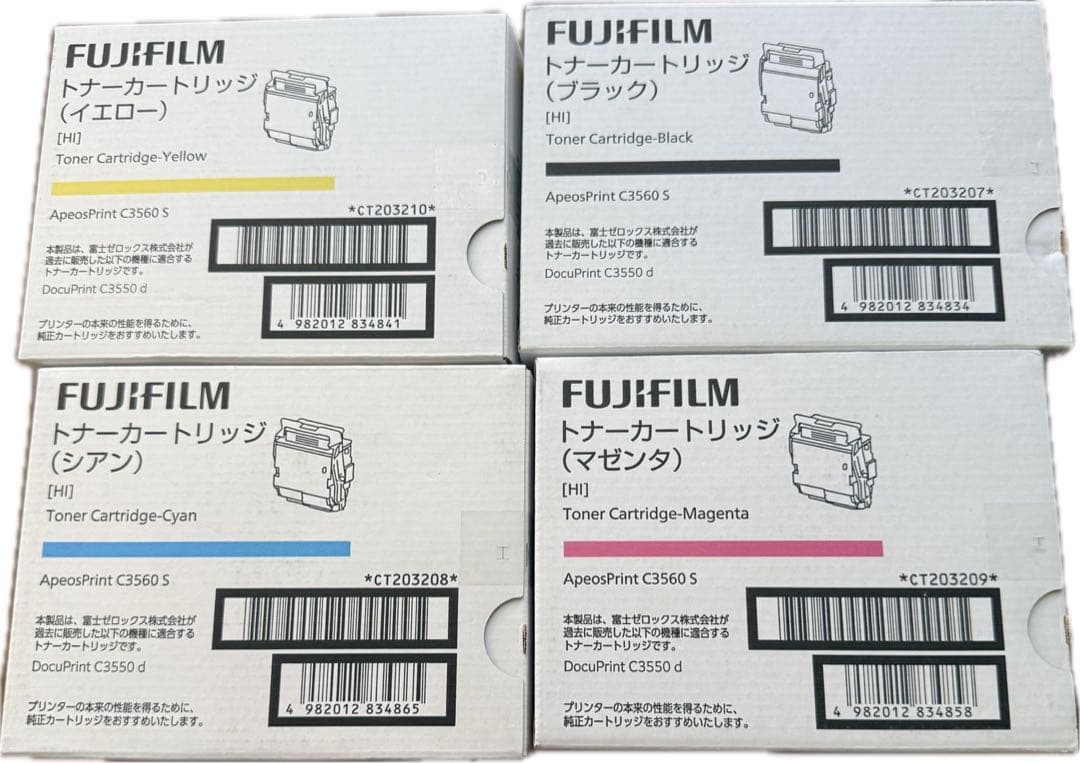 FUJIFILM
トナーカートリッジ
（イエロー）
[HI]
Toner Cartridge-Yellow
ApeosPrint C3560 S
*CT203210*
本製品は、富士ゼロックス株式会社が
過去に販売した以下の機種に適合する
トナーカートリッジです。
DocuPrint C3550 d
4 982012 834841
プリンターの本来の性能を得るために、
純正カートリッジをおすすめいたします。
FUJIFILM
トナーカートリッジ
（ブラック）
[HI]
Toner Cartridge-Black
ApeosPrint C3560 S
*CT203207*
本製品は、富士ゼロックス株式会社が
過去に販売した以下の機種に適合する
トナーカートリッジです。
DocuPrint C3550 d
4 982012 834834
プリンターの本来の性能を得るために、
純正カートリッジをおすすめいたします。
FUJIFILM
トナーカートリッジ
（シアン）
[HI]
Toner Cartridge-Cyan
ApeosPrint C3560 S
*CT203208*
本製品は、富士ゼロックス株式会社が
過去に販売した以下の機種に適合する
トナーカートリッジです。
DocuPrint C3550 d
4 982012 834865
プリンターの本来の性能を得るために、
純正カートリッジをおすすめいたします。
FUJIFILM
トナーカートリッジ
（マゼンタ）
[HI]
Toner Cartridge-Magenta
ApeosPrint C3560 S
*CT203209*
本製品は、富士ゼロックス株式会社が
過去に販売した以下の機種に適合する
トナーカートリッジです。
DocuPrint C3550 d
4 982012 834858
プリンターの本来の性能を得るために、
純正カートリッジをおすすめいたします。